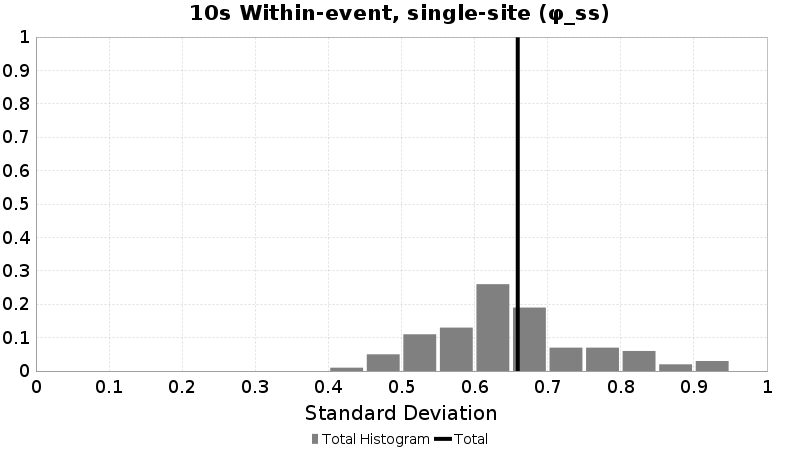 10s Within-event, single-site (φ_ss)
1
0.9
0.8
0.7
0.6
0.5
0.4
0.3
0.2
0.1
0
0 0.1 0.2 0.3 0.4 0.5 0.6 0.7 0.8 0.9 1
Standard Deviation
Total Histogram Total